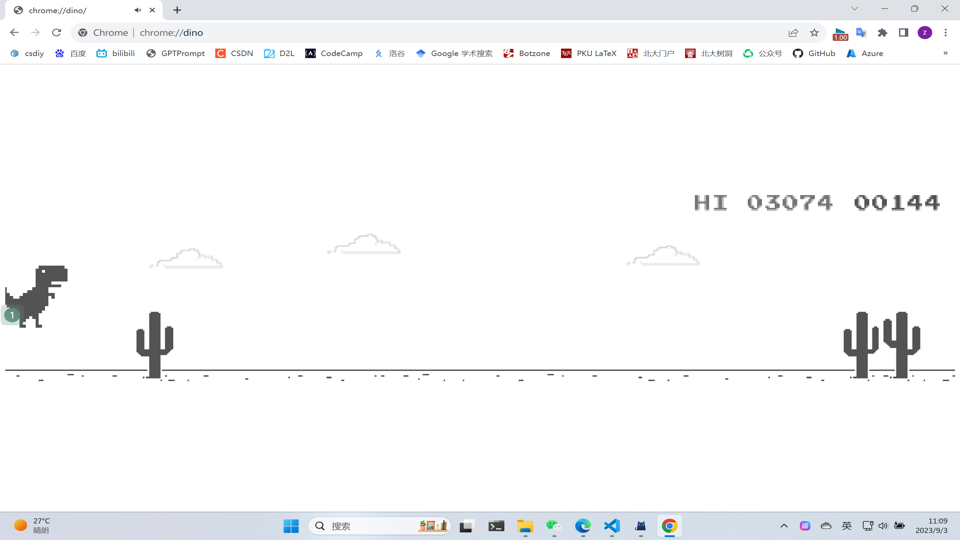 chrome://dino/
Chrome | chrome://dino
1.00
z
csdiy 百度 bilibili GPTPrompt CSDN D2L CodeCamp 洛谷 Google 学术搜索 Botzone PKU LaTeX 北大门户 北大树洞 公众号 GitHub Azure »
HI 03074 00144
1
27°C
晴朗
搜索
英
11:09
2023/9/3